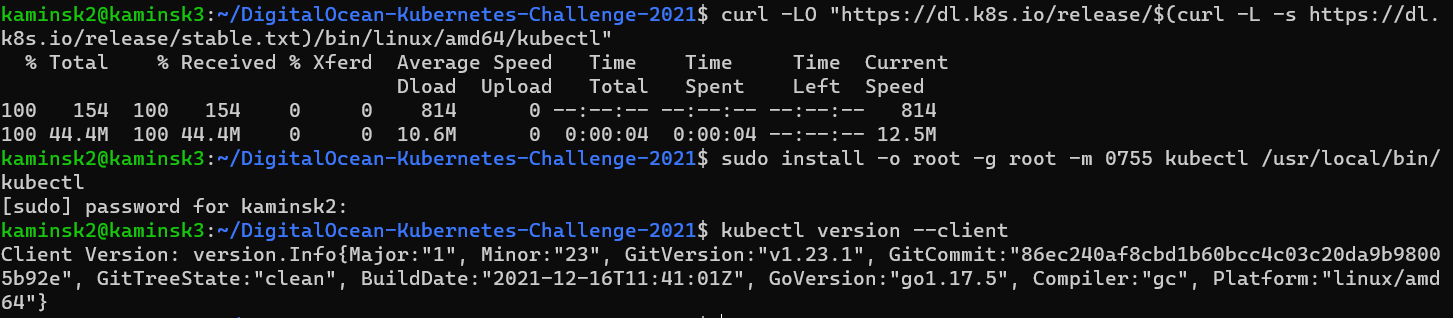 kaminsk2@kaminsk3:~/DigitalOcean-Kubernetes-Challenge-2021$ curl -LO "https://dl.k8s.io/release/$(curl -L -s https://dl.
k8s.io/release/stable.txt)/bin/linux/amd64/kubectl"
  % Total    % Received % Xferd  Average Speed   Time    Time     Time  Current
                                 Dload  Upload   Total   Spent    Left  Speed
100   154  100   154    0     0    814      0 --:--:-- --:--:-- --:--:--   814
100 44.4M  100 44.4M    0     0  10.6M      0  0:00:04  0:00:04 --:--:-- 12.5M
kaminsk2@kaminsk3:~/DigitalOcean-Kubernetes-Challenge-2021$ sudo install -o root -g root -m 0755 kubectl /usr/local/bin/
kubectl
[sudo] password for kaminsk2:
kaminsk2@kaminsk3:~/DigitalOcean-Kubernetes-Challenge-2021$ kubectl version --client
Client Version: version.Info{Major:"1", Minor:"23", GitVersion:"v1.23.1", GitCommit:"86ec240af8cbd1b60bcc4c03c20da9b9800
5b92e", GitTreeState:"clean", BuildDate:"2021-12-16T11:41:01Z", GoVersion:"go1.17.5", Compiler:"gc", Platform:"linux/amd
64"}